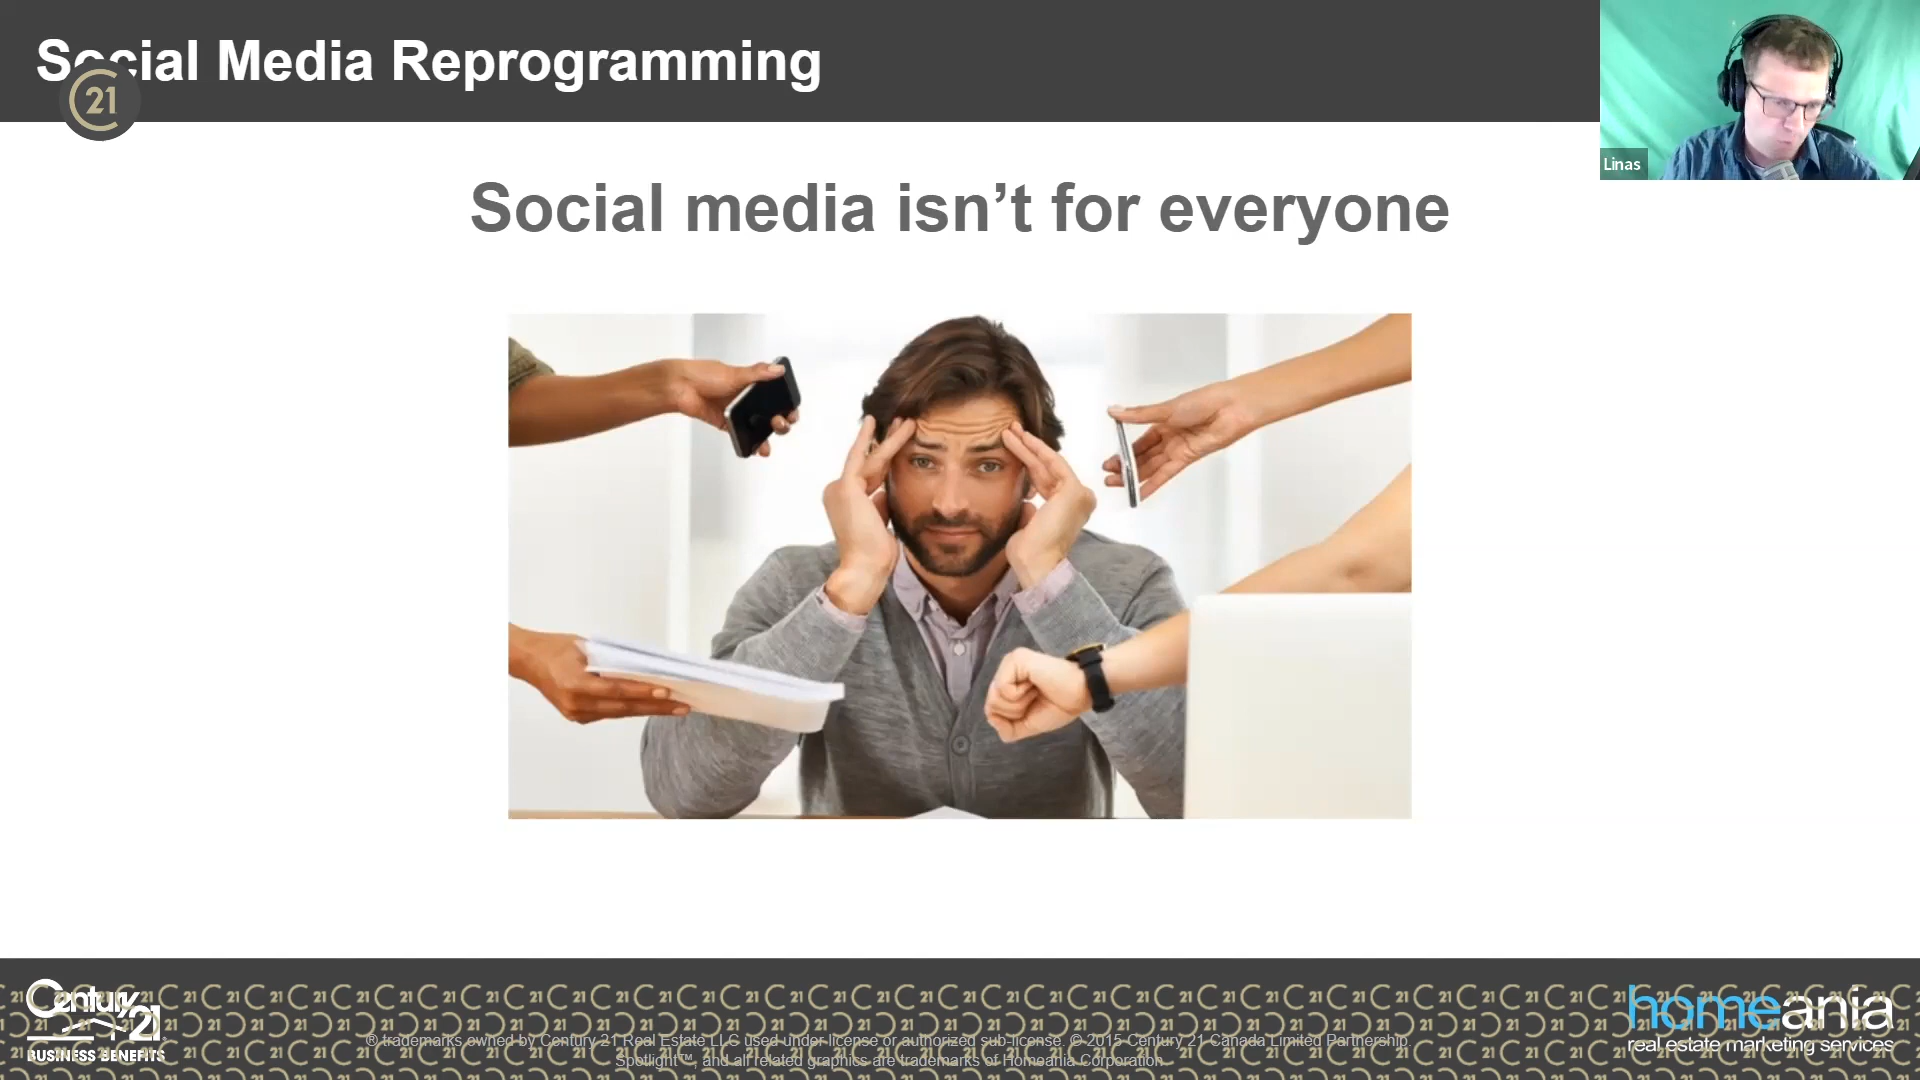 Social Media Reprogramming
21
Linas
Social media isn’t for everyone
Century 21
BUSINESS BENEFITS
® trademarks owned by Century 21 Real Estate LLC used under license or authorized sub-license. © 2015 Century 21 Canada Limited Partnership.
Spotlight™, and all related graphics are trademarks of Homeania Corporation
homeania
real estate marketing services